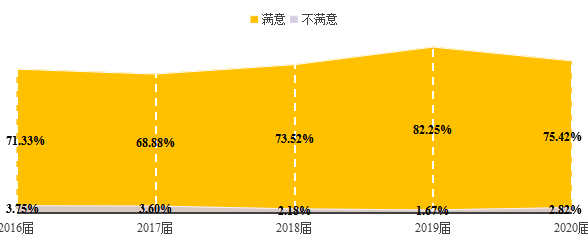 满意 不满意
71.33% 68.88% 73.52% 82.25% 75.42%
3.75% 3.60% 2.18% 1.67% 2.82%
2016届 2017届 2018届 2019届 2020届